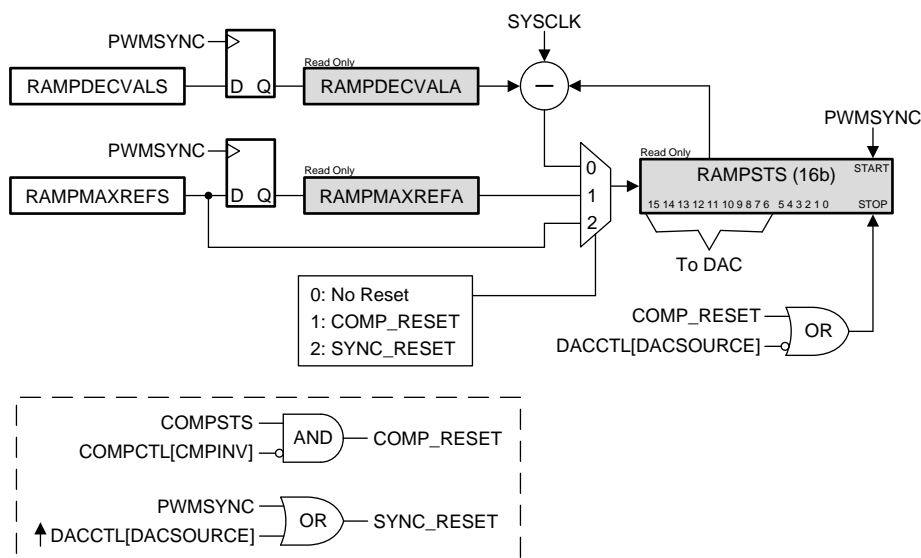 SYSCLK
PWMSYNC
Read Only
RAMPDECVALS
D Q
RAMPDECVALA
−
PWMSYNC
PWMSYNC
Read Only
Read Only
RAMPMAXREFS
D Q
RAMPMAXREFA
0
1
2
RAMPSTS (16b)
START
15 14 13 12 11 10 9 8 7 6 5 4 3 2 1 0
STOP
To DAC
0: No Reset
1: COMP_RESET
2: SYNC_RESET
COMP_RESET
DACCTL[DACSOURCE]
OR
COMPSTS
COMPCTL[CMPINV]
AND
COMP_RESET
PWMSYNC
DACCTL[DACSOURCE]
OR
SYNC_RESET